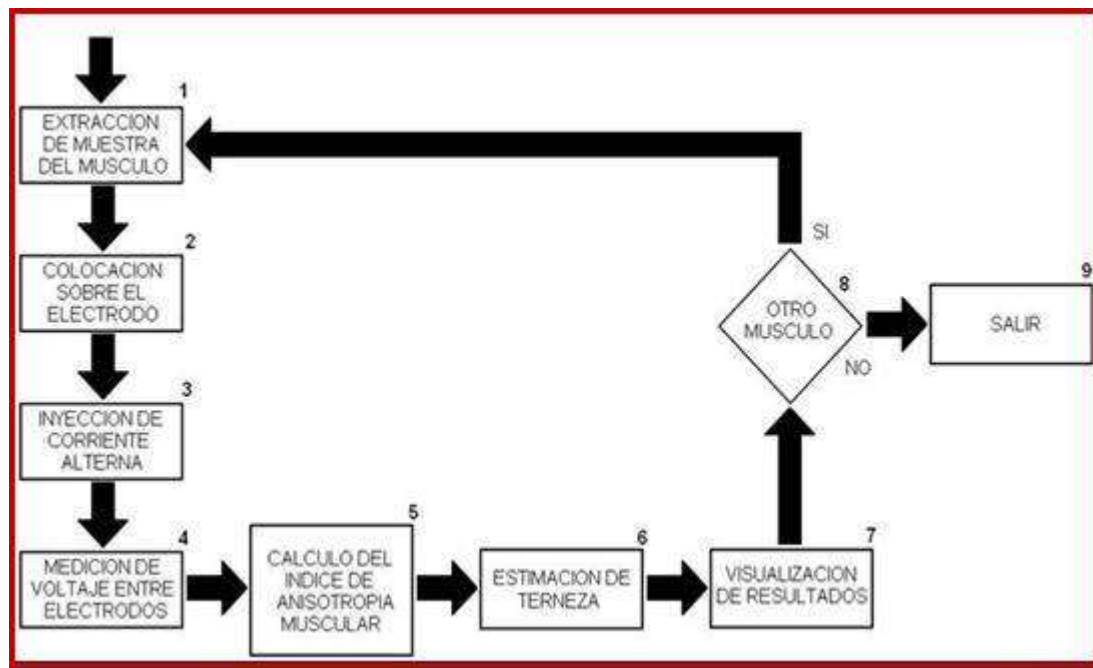 1
EXTRACCION
DE MUESTRA
DEL MUSCULO
2
COLOCACION
SOBRE EL
ELECTRODO
3
INYECCION DE
CORRIENTE
ALTERNA
4
MEDICION DE
VOLTAJE ENTRE
ELECTRODOS
5
CALCULO DEL
INDICE DE
ANISOTROPIA
MUSCULAR
6
ESTIMACION DE
TERNEZA
7
VISUALIZACION
DE RESULTADOS
8
OTRO
MUSCULO
SI
NO
9
SALIR